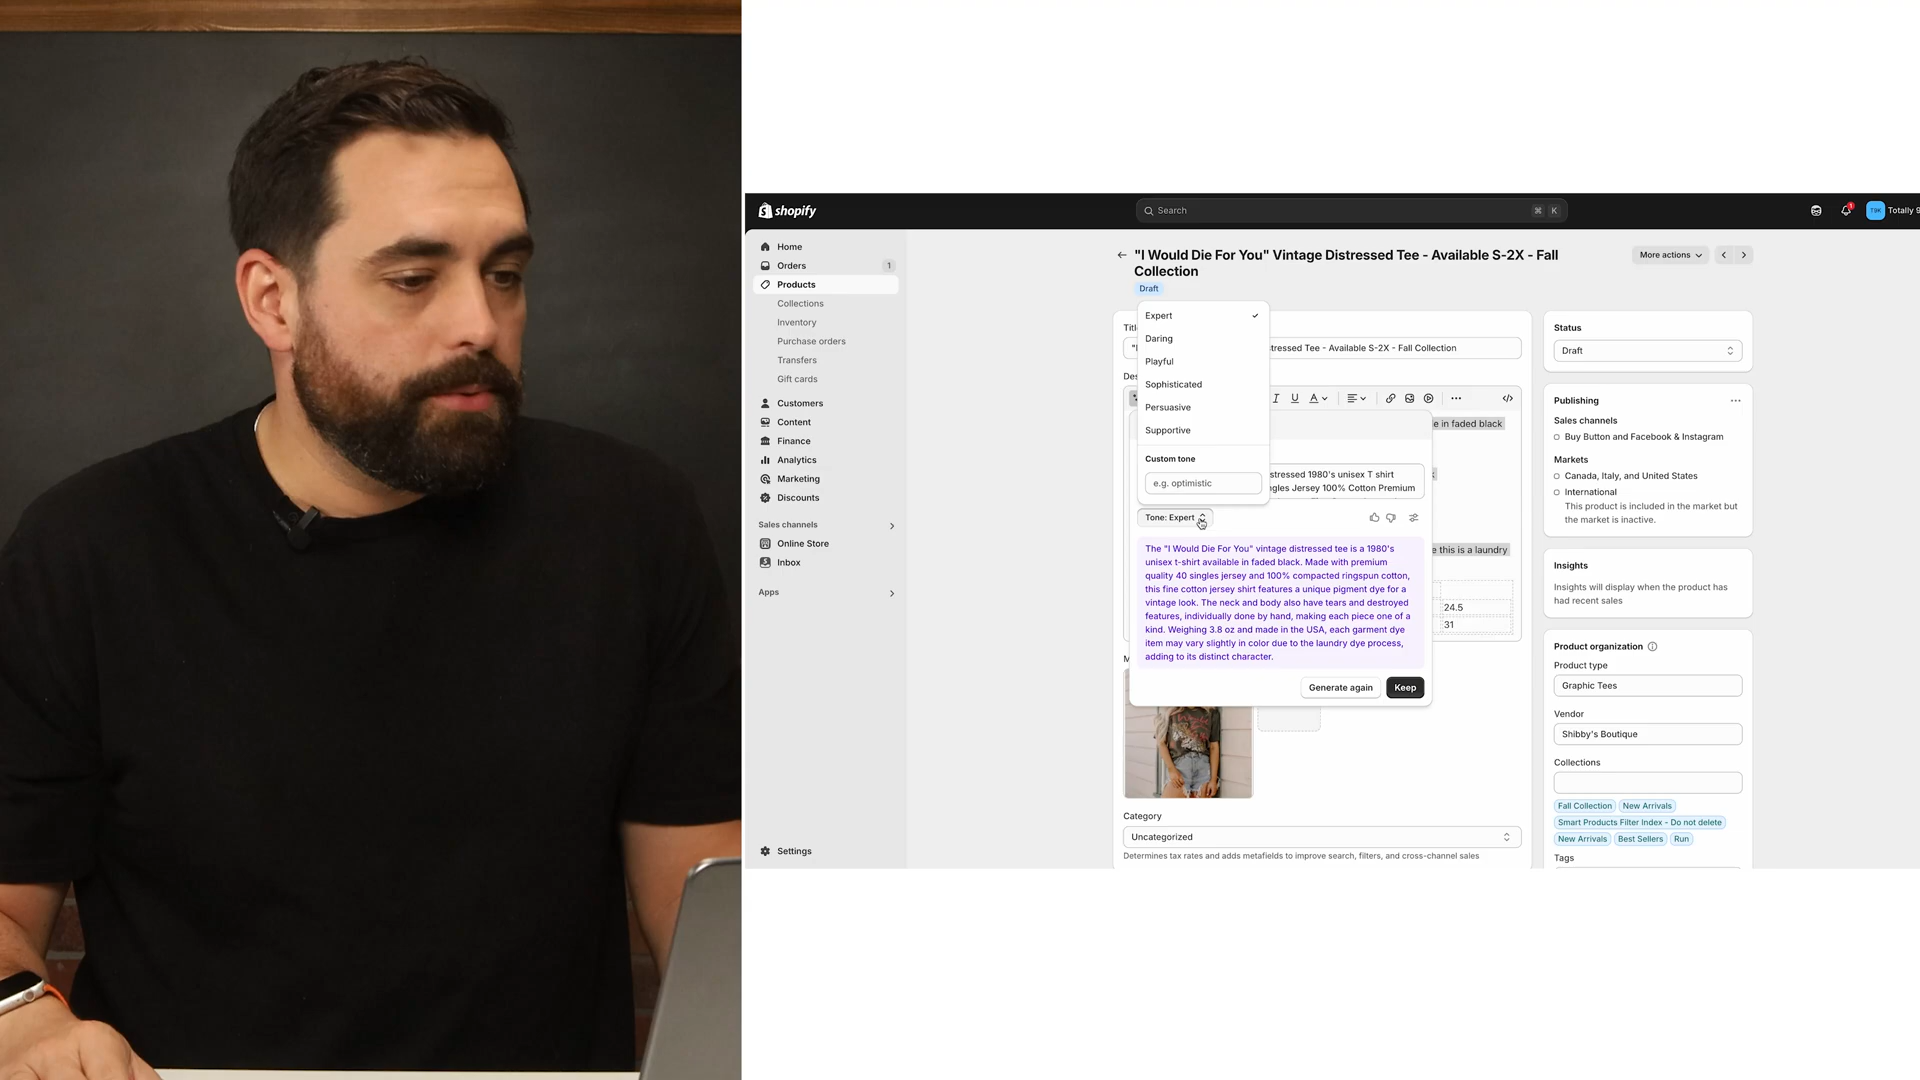 shopify
Search
⌘ K
1
T9K
Totally 9
Home
Orders 1
Products
Collections
Inventory
Purchase orders
Transfers
Gift cards
Customers
Content
Finance
Analytics
Marketing
Discounts
Sales channels
Online Store
Inbox
Apps
Settings
"I Would Die For You" Vintage Distressed Tee - Available S-2X - Fall
Collection
Draft
More actions
Titl
stressed Tee - Available S-2X - Fall Collection
Des
Expert
Daring
Playful
Sophisticated
Persuasive
Supportive
Custom tone
e.g. optimistic
I U A
e in faded black
stressed 1980's unisex T shirt
ngles Jersey 100% Cotton Premium
Tone: Expert
e this is a laundry
24.5
31
The "I Would Die For You" vintage distressed tee is a 1980's
unisex t-shirt available in faded black. Made with premium
quality 40 singles jersey and 100% compacted ringspun cotton,
this fine cotton jersey shirt features a unique pigment dye for a
vintage look. The neck and body also have tears and destroyed
features, individually done by hand, making each piece one of a
kind. Weighing 3.8 oz and made in the USA, each garment dye
item may vary slightly in color due to the laundry dye process,
adding to its distinct character.
Generate again
Keep
M
Category
Uncategorized
Determines tax rates and adds metafields to improve search, filters, and cross-channel sales
Status
Draft
Publishing
Sales channels
Buy Button and Facebook & Instagram
Markets
Canada, Italy, and United States
International
This product is included in the market but
the market is inactive.
Insights
Insights will display when the product has
had recent sales
Product organization
Product type
Graphic Tees
Vendor
Shibby's Boutique
Collections
Fall Collection
New Arrivals
Smart Products Filter Index - Do not delete
New Arrivals
Best Sellers
Run
Tags